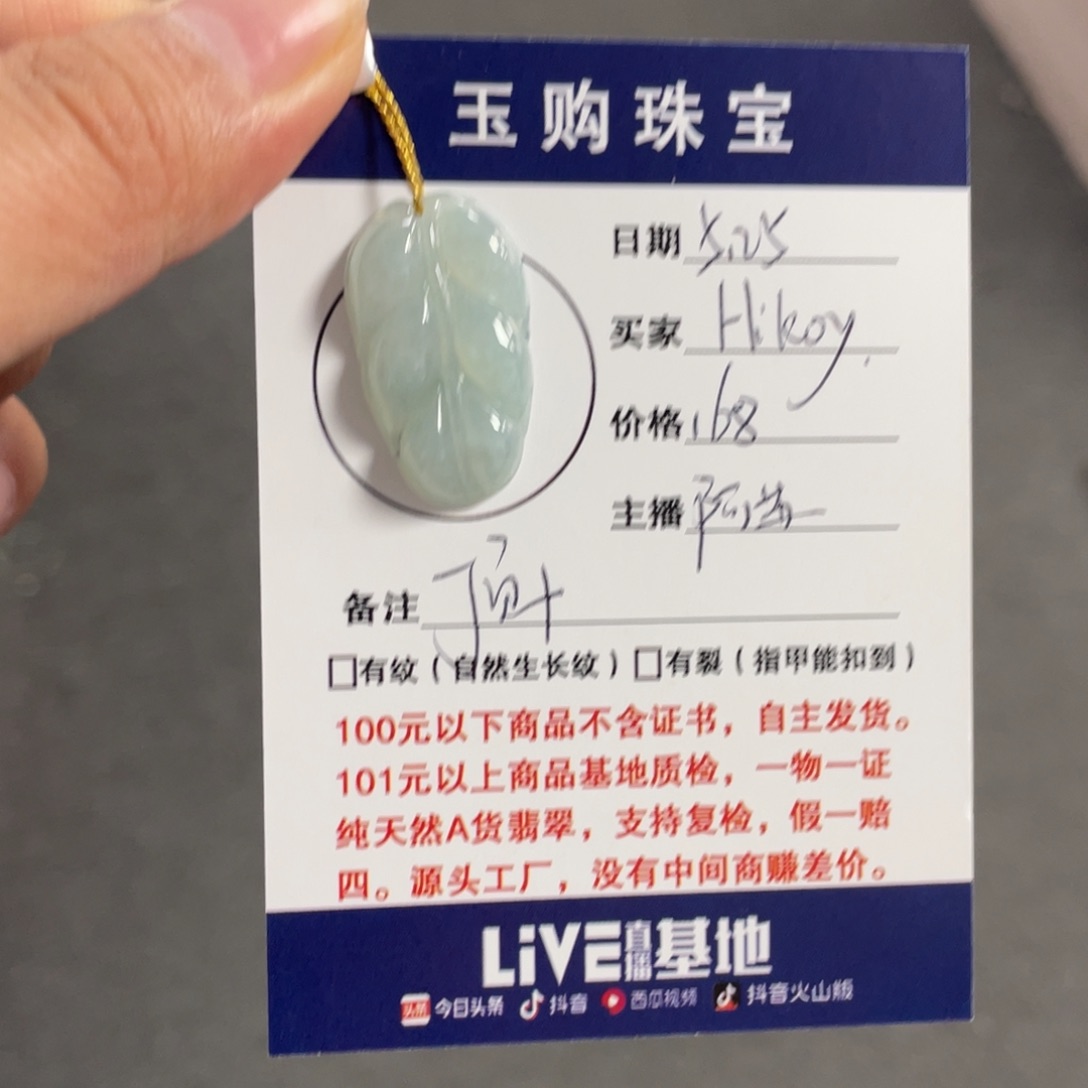 玉购珠宝
日期 5.25
买家 Hikoy.
价格 168
主播
备注 顶叶
□有纹（自然生长纹）□有裂（指甲能扣到）
100元以下商品不含证书，自主发货。
101元以上商品基地质检，一物一证
纯天然A货翡翠，支持复检，假一赔
四。源头工厂，没有中间商赚差价。
LiVE直播基地
头条 今日头条 抖音 西瓜视频 抖音火山版